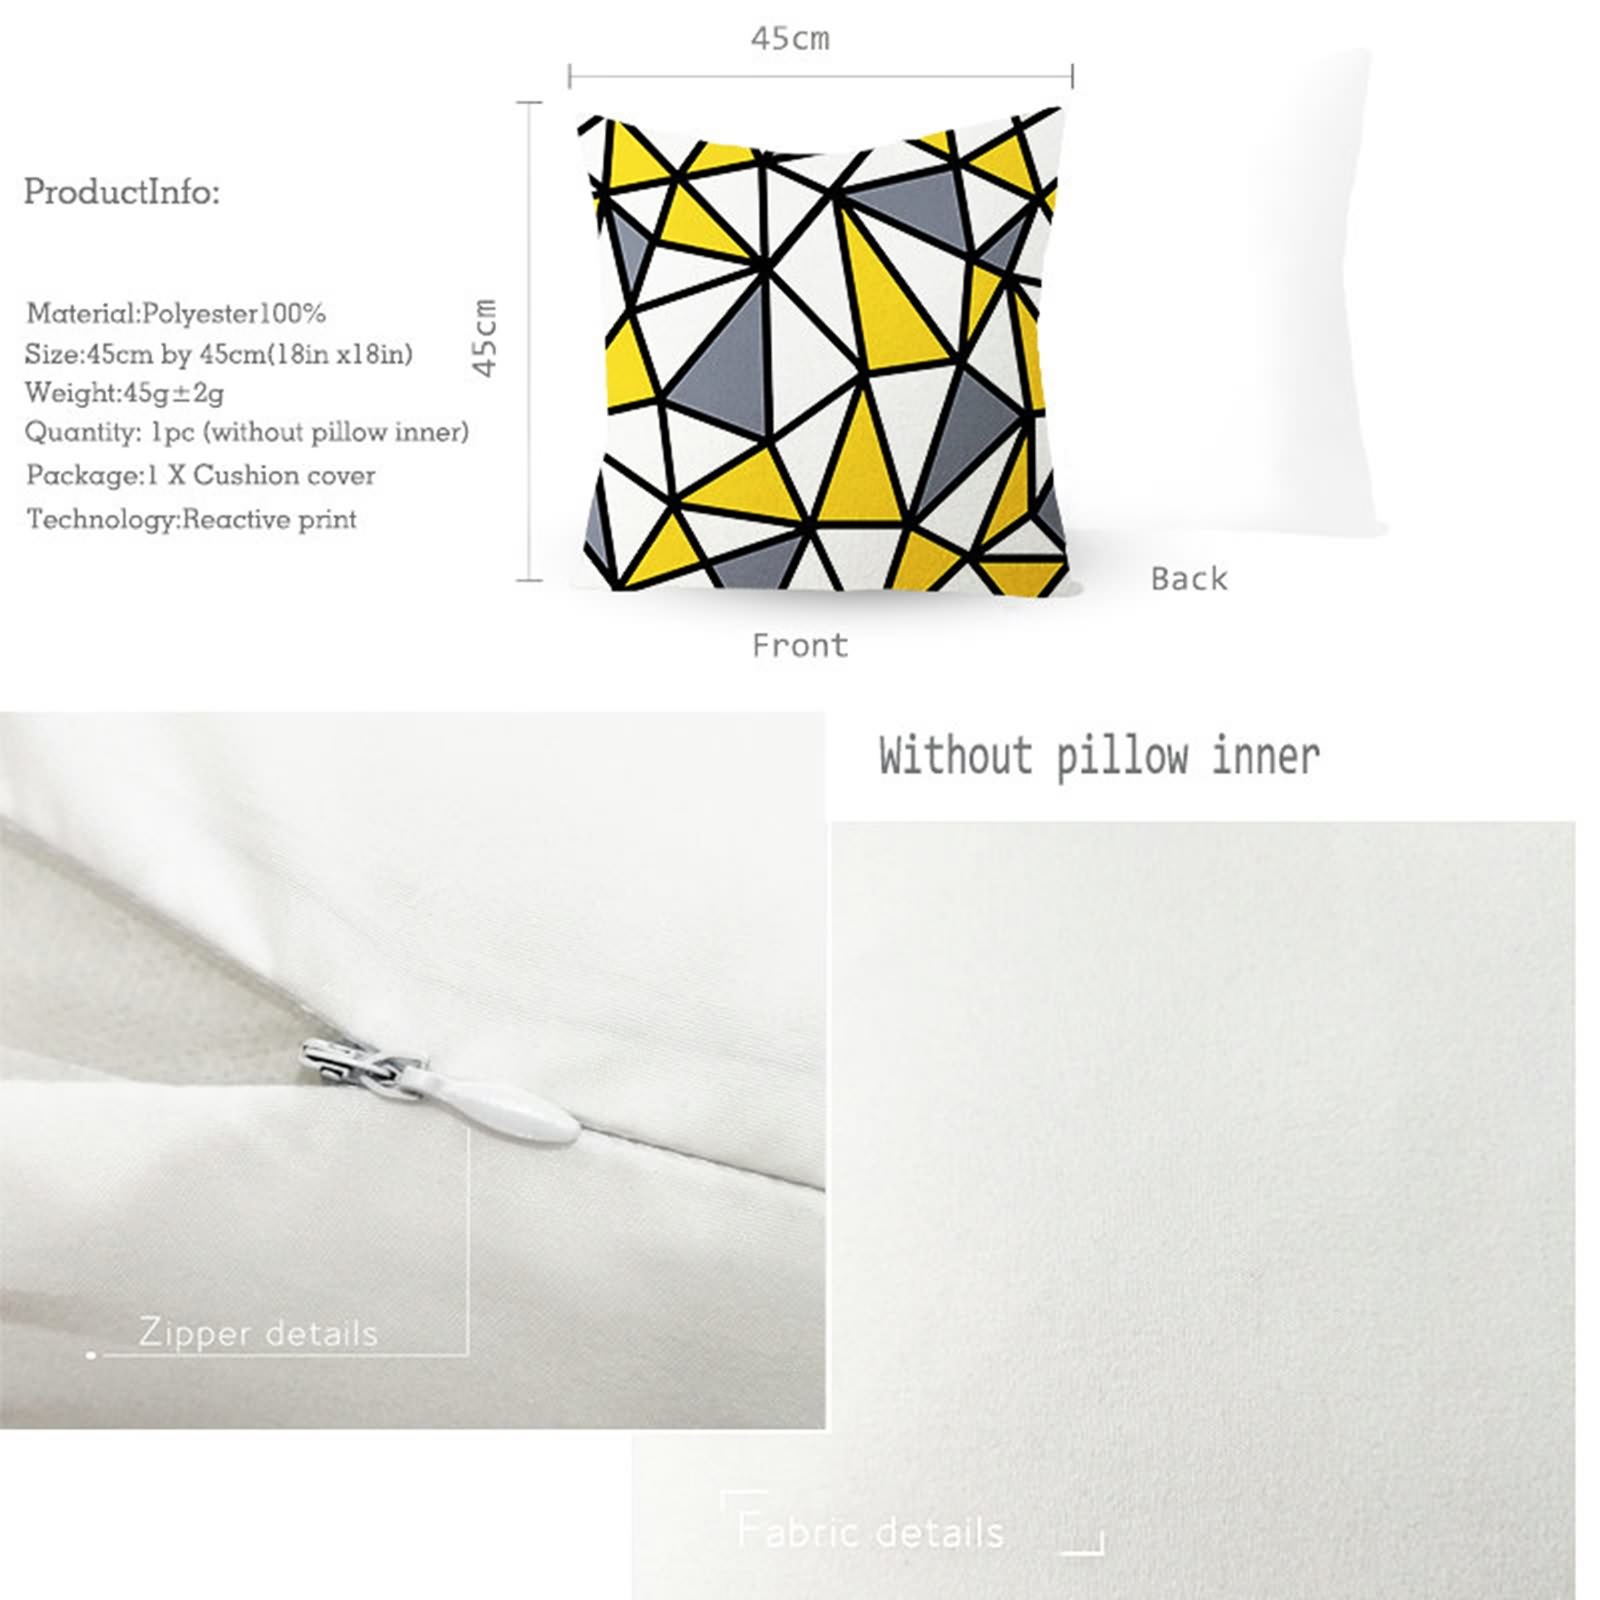 45cm
45cm
ProductInfo:
Material:Polyester100%
Size:45cm by 45cm(18in x18in)
Weight:45g±2g
Quantity: 1pc (without pillow inner)
Package:1 X Cushion cover
Technology:Reactive print
Back
Front
Without pillow inner
Zipper details
Fabric details